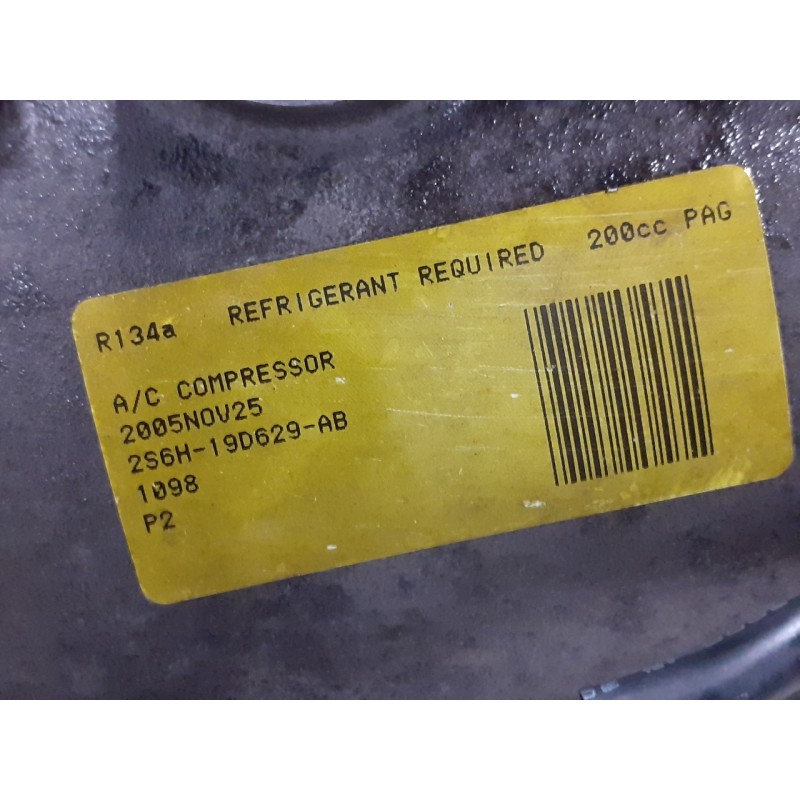 R134a REFRIGERANT REQUIRED 200cc PAG
A/C COMPRESSOR
2005NOV25
2S6H-19D629-AB
1098
P2